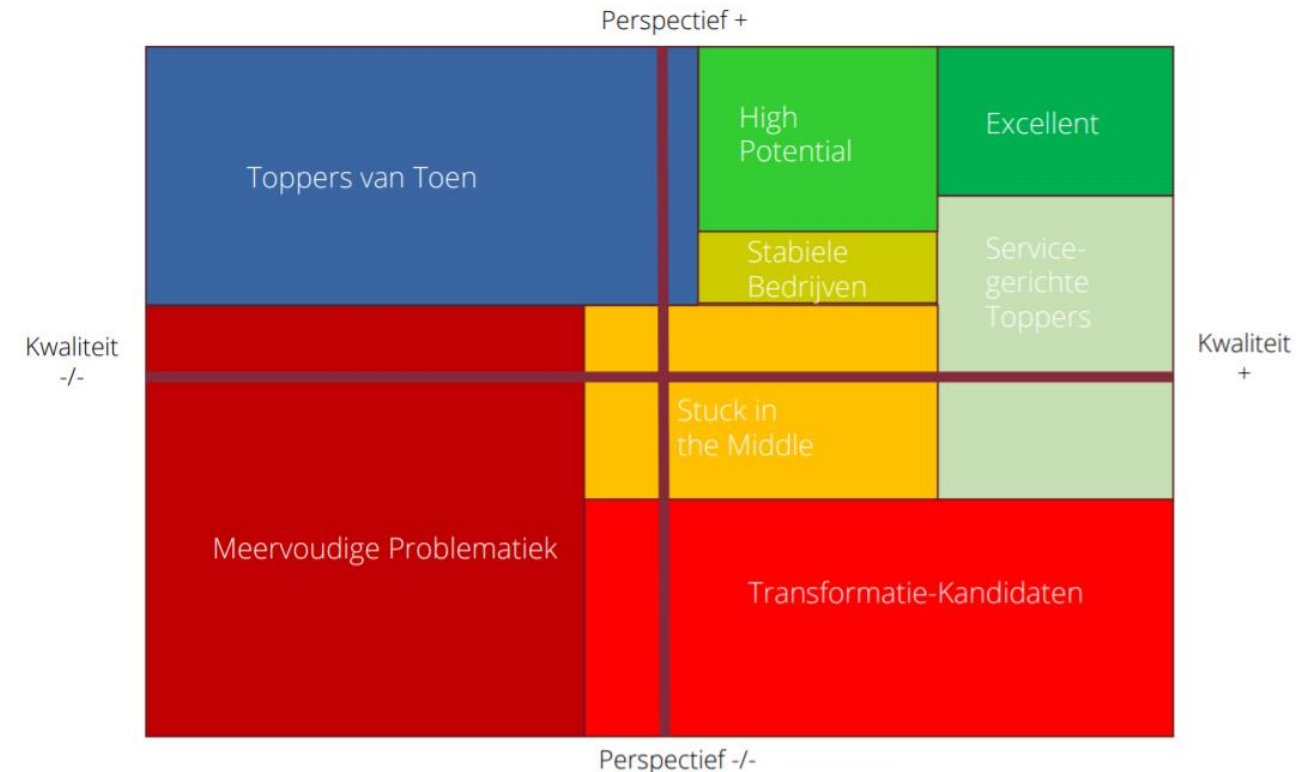 Perspectief +
Toppers van Toen
High
Potential
Excellent
Stabiele
Bedrijven
Service-
gerichte
Toppers
Kwaliteit
-/-
Kwaliteit
+
Stuck in
the Middle
Meervoudige Problematiek
Transformatie-Kandidaten
Perspectief -/-